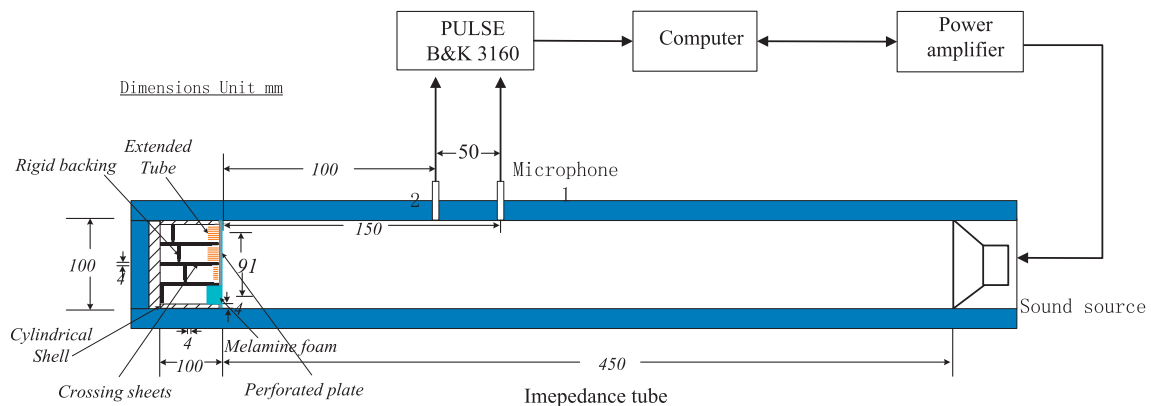 PULSE
B&K 3160
Computer
Power
amplifier
Dimensions Unit mm
Extended
Tube
Rigid backing
100
50
Microphone
2
1
150
100
4
91
4
Sound source
Cylindrical
Shell
4
Melamine foam
100
450
Crossing sheets
Perforated plate
Imepedance tube